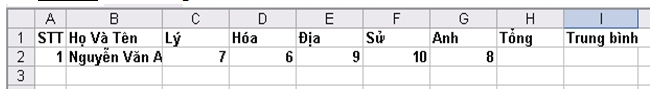 A B C D E F G H I
1 STT Họ Và Tên Lý Hóa Địa Sử Anh Tổng Trung bình
2 1 Nguyễn Văn A 7 6 9 10 8
3